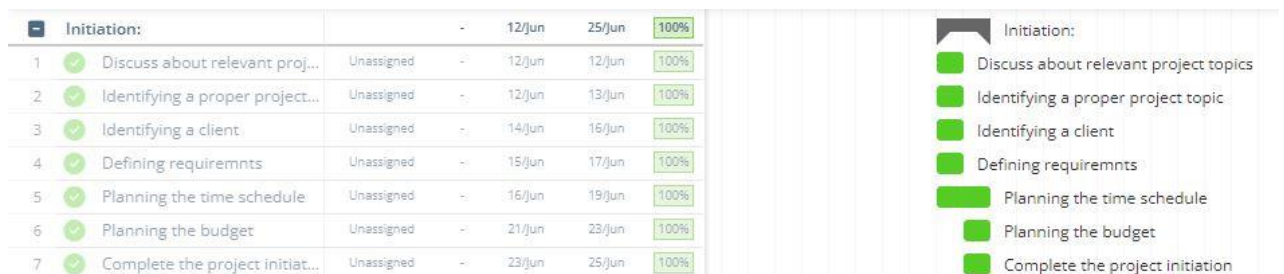 Initiation: - 12/Jun 25/Jun 100% Initiation:
1 Discuss about relevant proj... Unassigned - 12/Jun 12/Jun 100% Discuss about relevant project topics
2 Identifying a proper project... Unassigned - 12/Jun 13/Jun 100% Identifying a proper project topic
3 Identifying a client Unassigned - 14/Jun 16/Jun 100% Identifying a client
4 Defining requiremnts Unassigned - 15/Jun 17/Jun 100% Defining requiremnts
5 Planning the time schedule Unassigned - 16/Jun 19/Jun 100% Planning the time schedule
6 Planning the budget Unassigned - 21/Jun 23/Jun 100% Planning the budget
7 Complete the project initiat... Unassigned - 23/Jun 25/Jun 100% Complete the project initiation